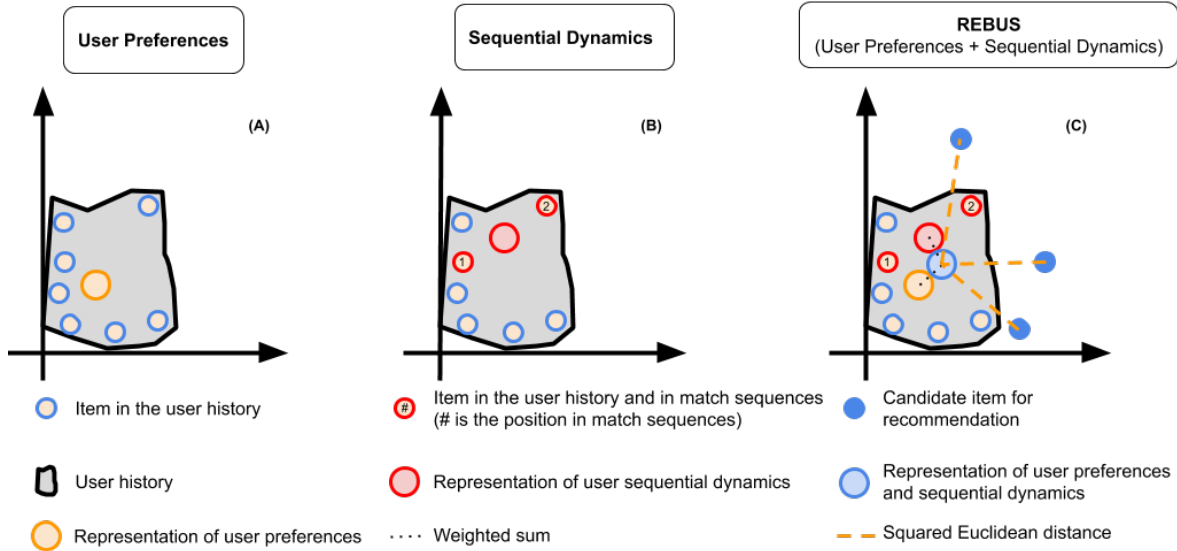 User Preferences
Sequential Dynamics
REBUS
(User Preferences + Sequential Dynamics)
(A)
(B)
(C)
2
1
2
1
Item in the user history
#
Item in the user history and in match sequences
(# is the position in match sequences)
Candidate item for
recommendation
User history
Representation of user sequential dynamics
Representation of user preferences
and sequential dynamics
Representation of user preferences
Weighted sum
Squared Euclidean distance